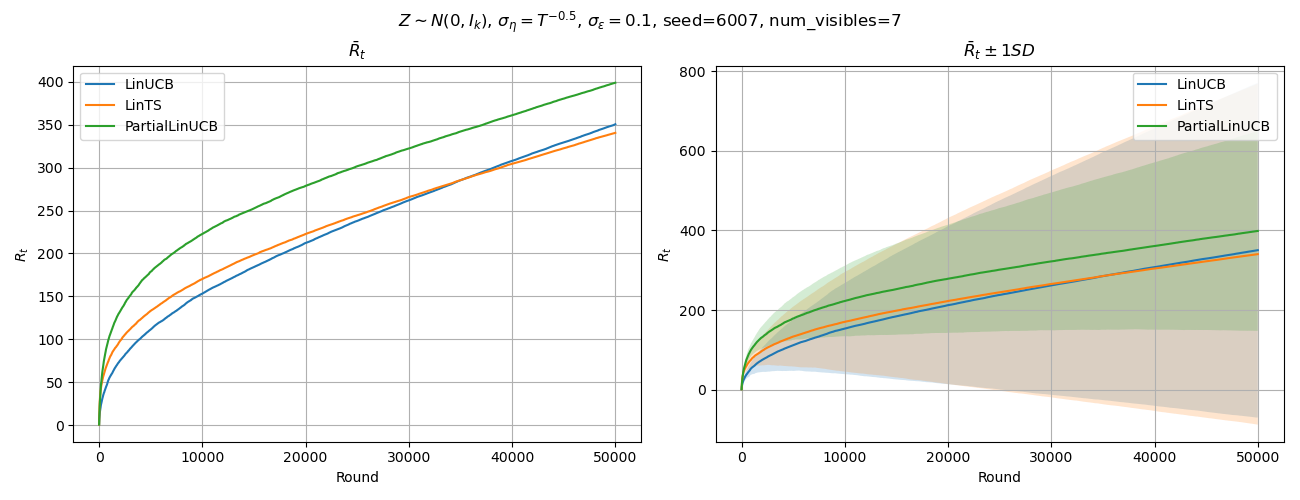 Z ~ N(0, I_k), σ_η = T^{-0.5}, σ_ε = 0.1, seed=6007, num_visibles=7
R̄_t
LinUCB
LinTS
PartialLinUCB
400
350
300
250
200
150
100
50
0
R_t
0 10000 20000 30000 40000 50000
Round
R̄_t ± 1SD
LinUCB
LinTS
PartialLinUCB
800
600
400
200
0
R_t
0 10000 20000 30000 40000 50000
Round